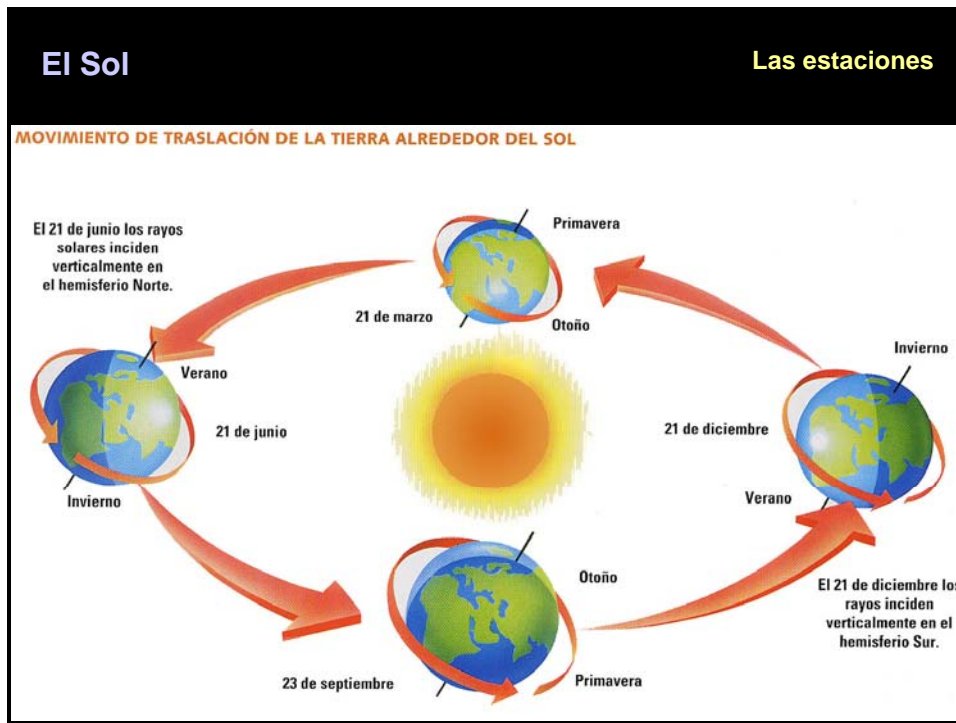 El Sol
Las estaciones
MOVIMIENTO DE TRASLACIÓN DE LA TIERRA ALREDEDOR DEL SOL
El 21 de junio los rayos
solares inciden
verticalmente en
el hemisferio Norte.
Primavera
21 de marzo
Otoño
Verano
21 de junio
Invierno
Invierno
21 de diciembre
Verano
Otoño
23 de septiembre
Primavera
El 21 de diciembre los
rayos inciden
verticalmente en el
hemisferio Sur.